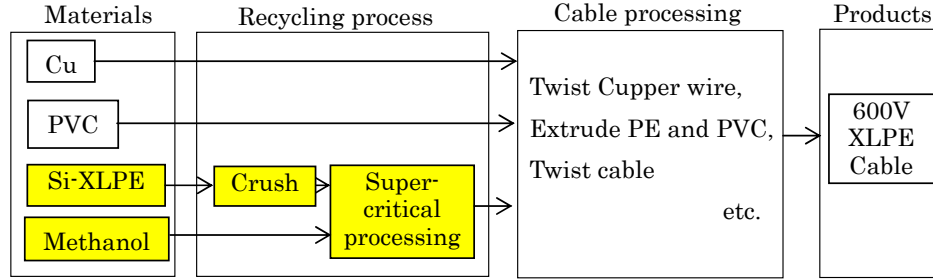 Materials
Recycling process
Cable processing
Products
Cu
PVC
Si-XLPE
Methanol
Crush
Super-
critical
processing
Twist Cupper wire,
Extrude PE and PVC,
Twist cable
etc.
600V
XLPE
Cable